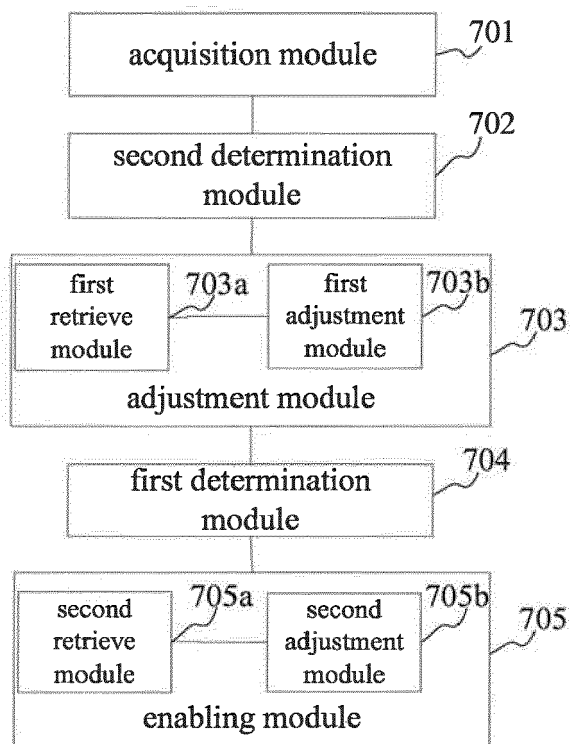 acquisition module
701
second determination
module
702
first
retrieve
module
703a
first
adjustment
module
703b
703
adjustment module
first determination
module
704
second
retrieve
module
705a
second
adjustment
module
705b
705
enabling module